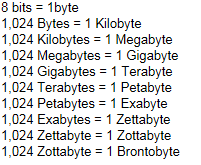 8 bits = 1byte
1,024 Bytes = 1 Kilobyte
1,024 Kilobytes = 1 Megabyte
1,024 Megabytes = 1 Gigabyte
1,024 Gigabytes = 1 Terabyte
1,024 Terabytes = 1 Petabyte
1,024 Petabytes = 1 Exabyte
1,024 Exabytes = 1 Zettabyte
1,024 Zettabyte = 1 Zottabyte
1,024 Zottabyte = 1 Brontobyte